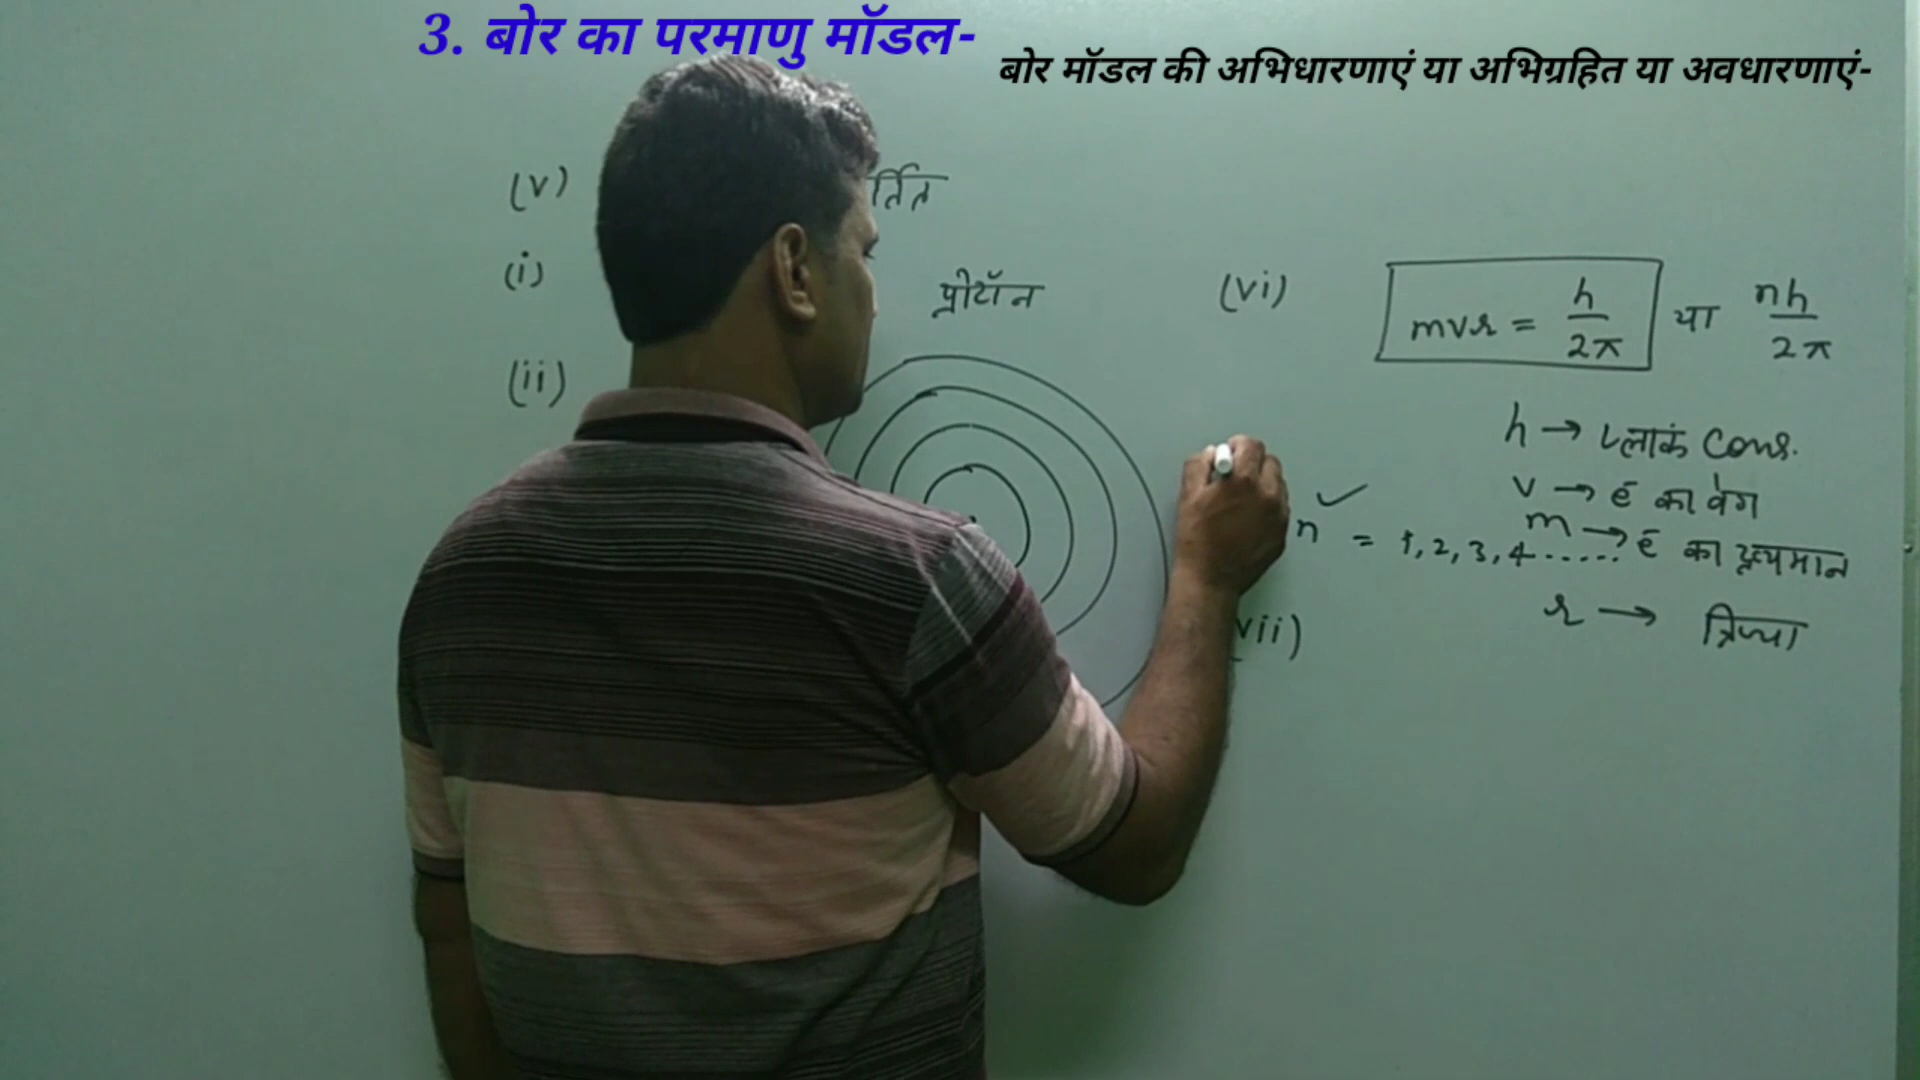 3. बोर का परमाणु मॉडल-
बोर मॉडल की अभिधारणाएं या अभिग्रहित या अवधारणाएं-
(v)
(i)
प्रोटॉन
(ii)
(vi) mvr = h/2π या nh/2π
h → प्लांक Cons.
v → ē का वेग
m → ē का द्रव्यमान
n = 1, 2, 3, 4 ......
r → त्रिज्या
vii)